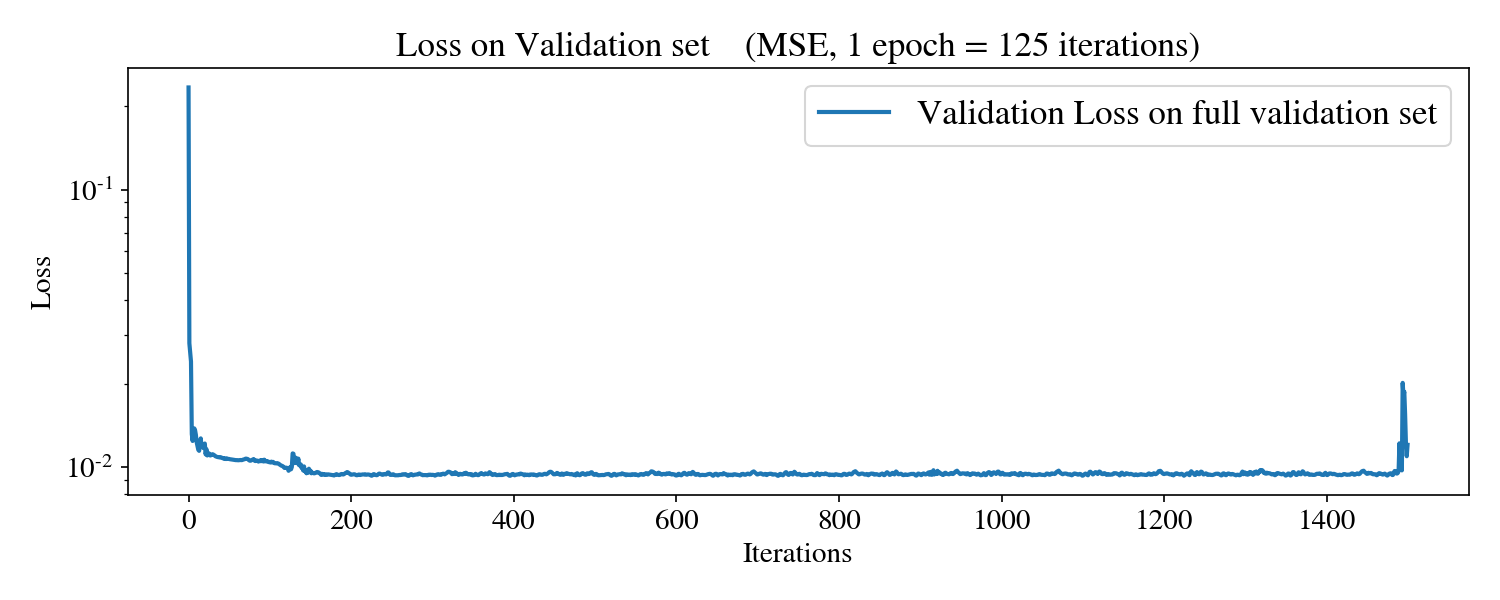 Loss on Validation set    (MSE, 1 epoch = 125 iterations)
Validation Loss on full validation set
10-1
10-2
Loss
0 200 400 600 800 1000 1200 1400
Iterations